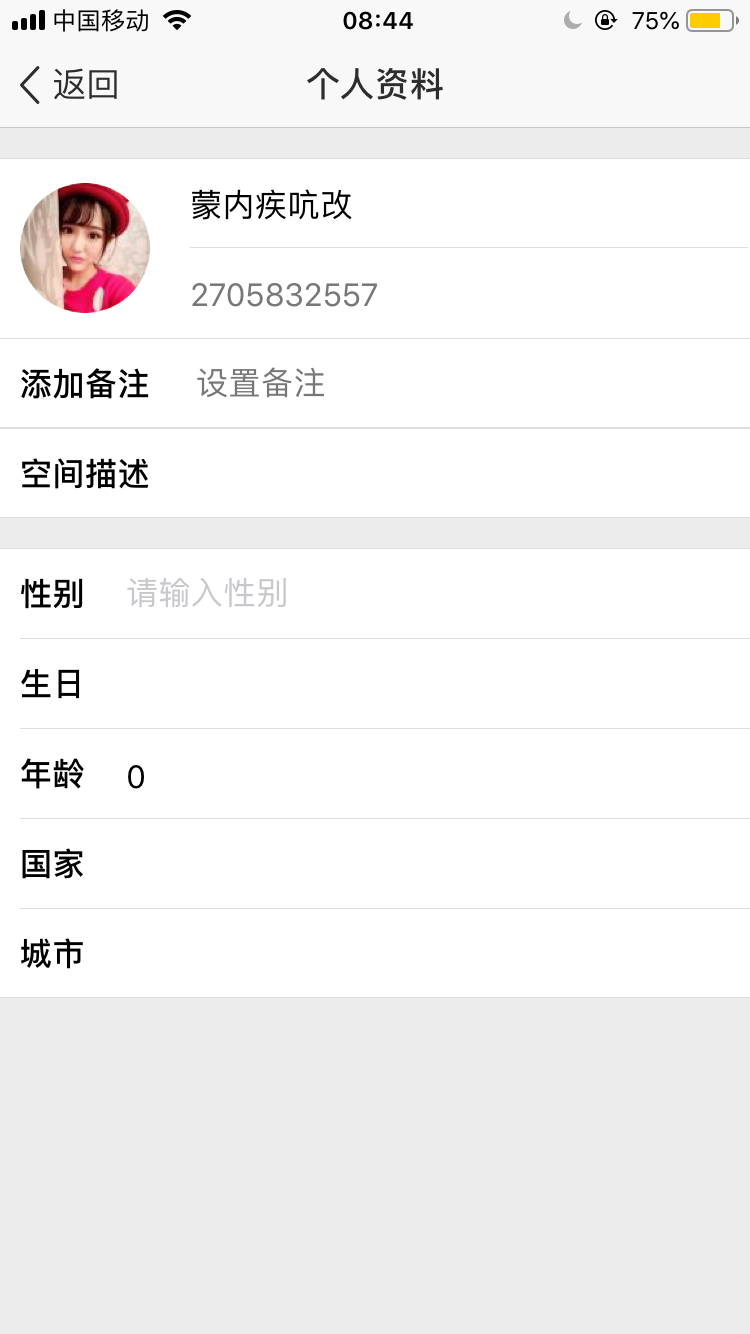 中国移动 08:44 75%
返回 个人资料
蒙内疾吭改
2705832557
添加备注 设置备注
空间描述
性别 请输入性别
生日
年龄 0
国家
城市